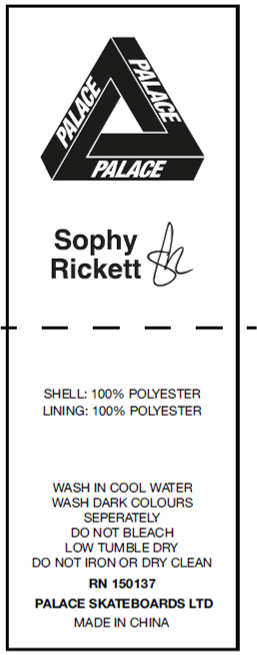 PALACE
PALACE
PALACE
Sophy
Rickett
SHELL: 100% POLYESTER
LINING: 100% POLYESTER
WASH IN COOL WATER
WASH DARK COLOURS
SEPERATELY
DO NOT BLEACH
LOW TUMBLE DRY
DO NOT IRON OR DRY CLEAN
RN 150137
PALACE SKATEBOARDS LTD
MADE IN CHINA